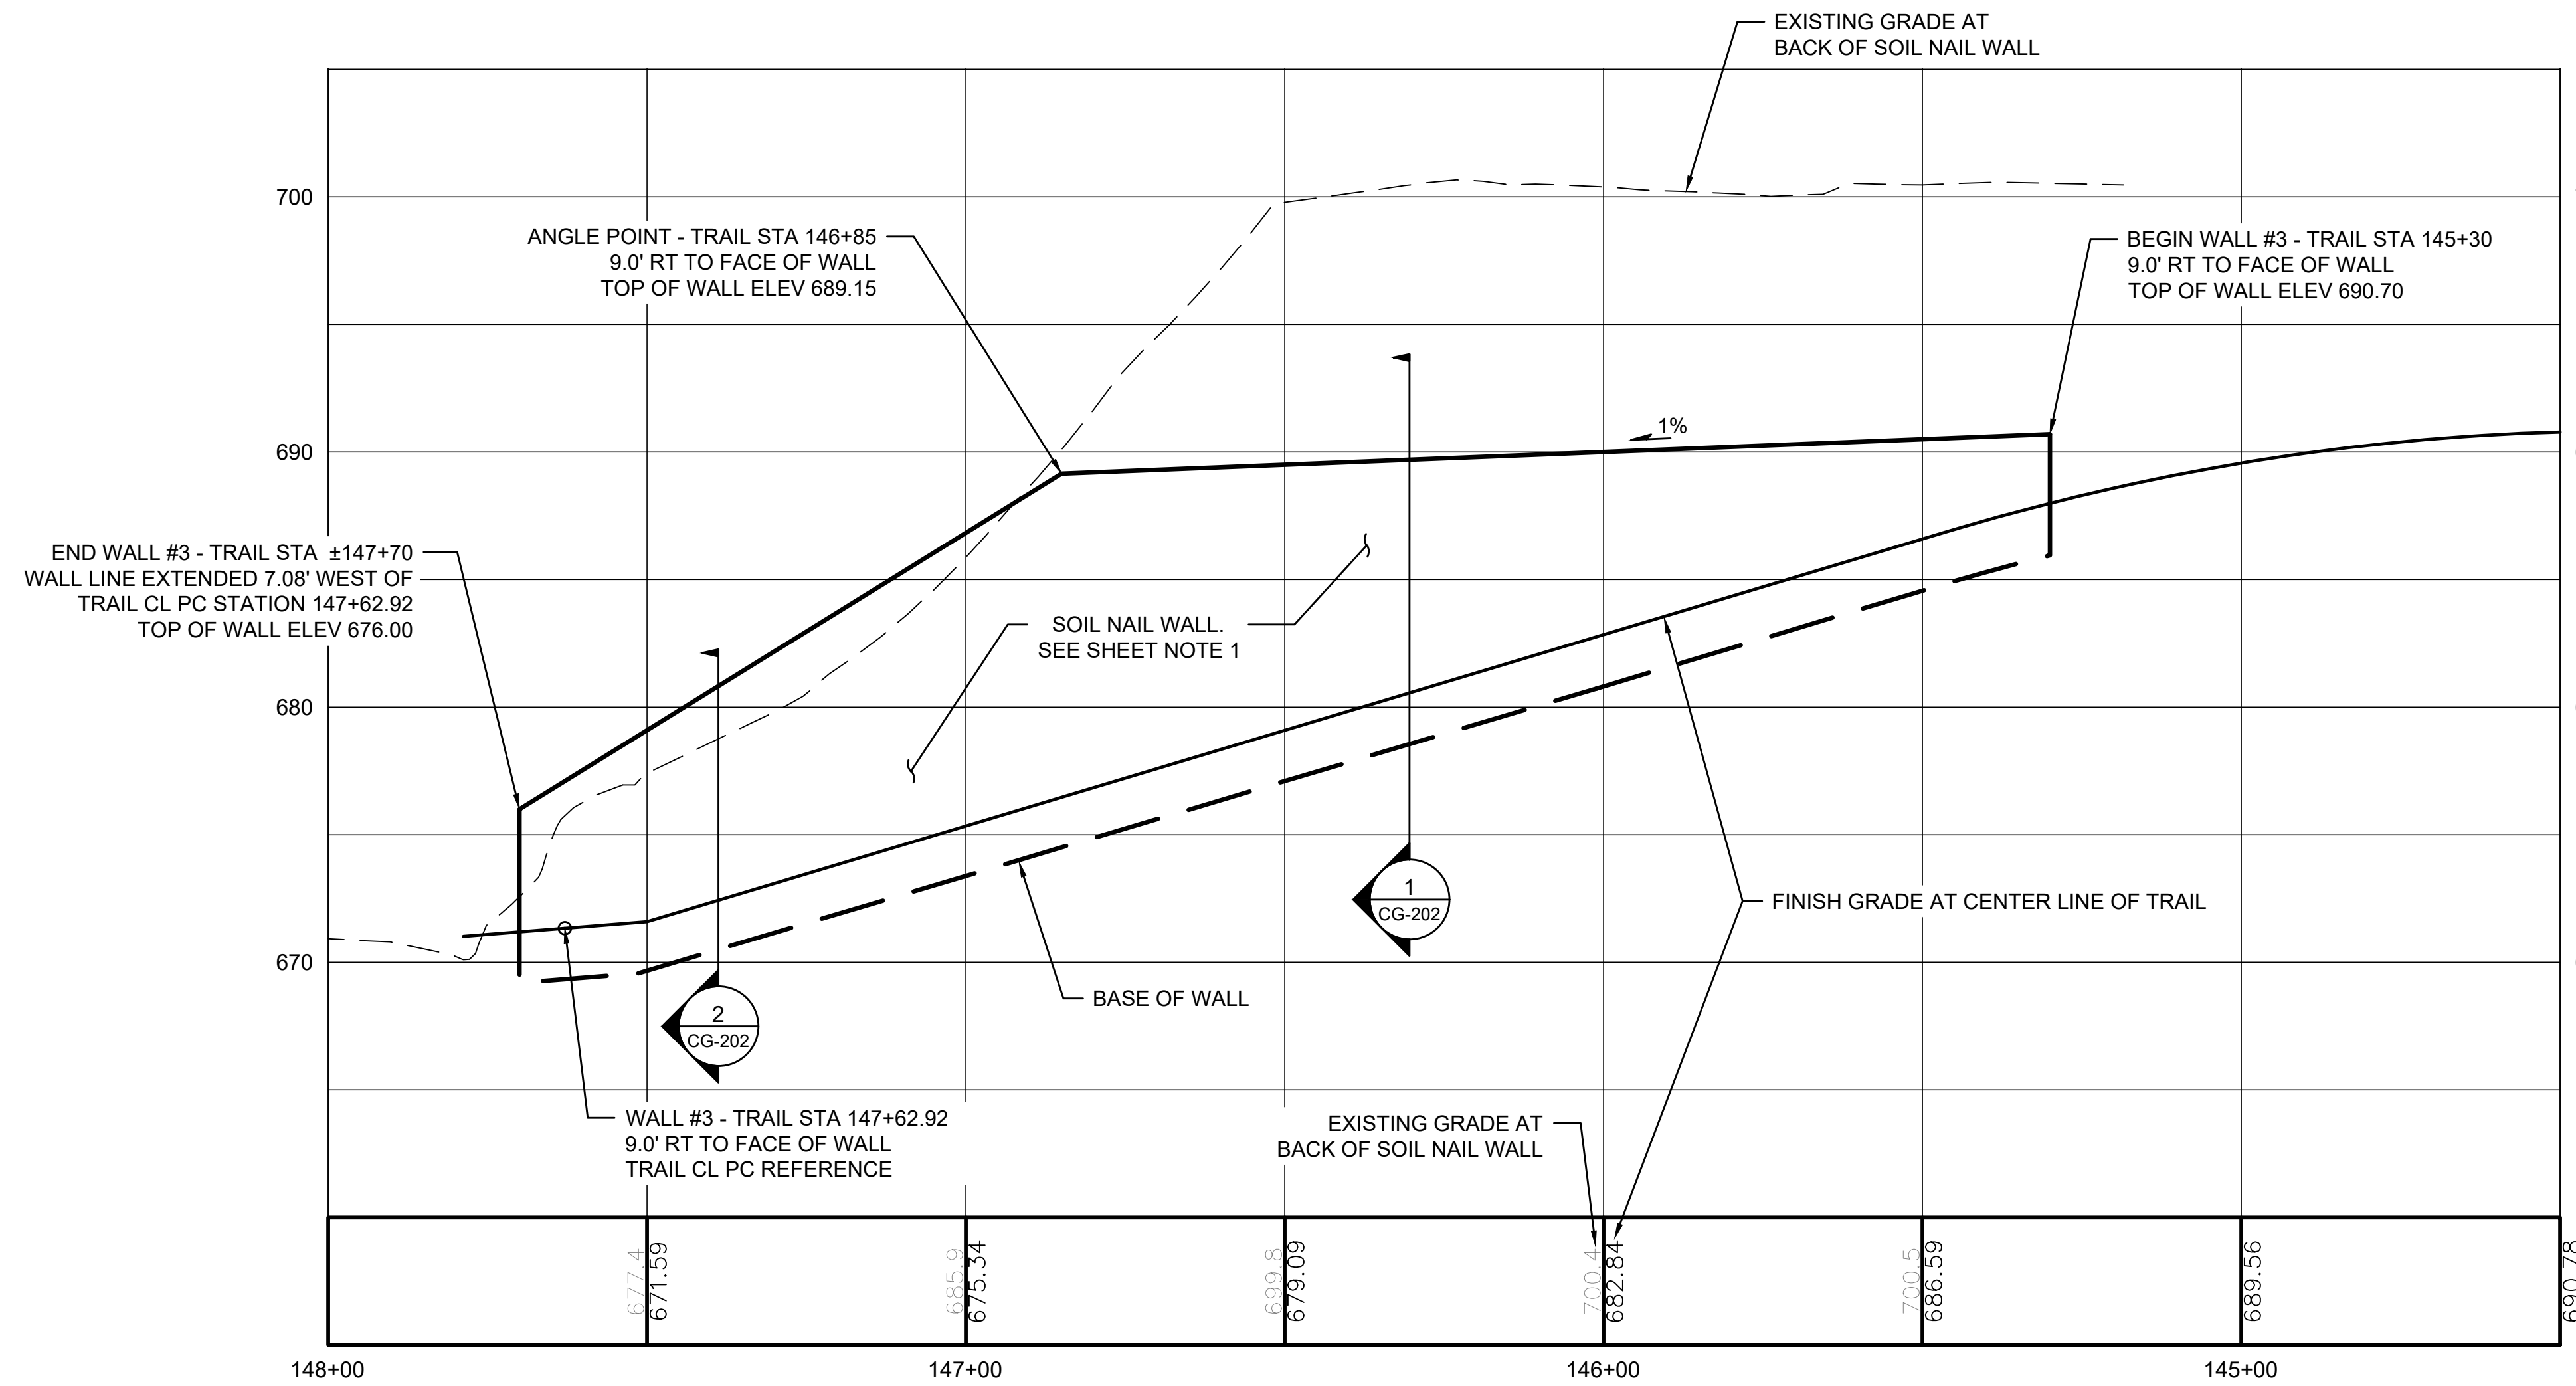 EXISTING GRADE AT
BACK OF SOIL NAIL WALL
700
690
680
670
ANGLE POINT - TRAIL STA 146+85
9.0' RT TO FACE OF WALL
TOP OF WALL ELEV 689.15
BEGIN WALL #3 - TRAIL STA 145+30
9.0' RT TO FACE OF WALL
TOP OF WALL ELEV 690.70
1%
END WALL #3 - TRAIL STA ±147+70
WALL LINE EXTENDED 7.08' WEST OF
TRAIL CL PC STATION 147+62.92
TOP OF WALL ELEV 676.00
SOIL NAIL WALL.
SEE SHEET NOTE 1
1
CG-202
FINISH GRADE AT CENTER LINE OF TRAIL
2
CG-202
BASE OF WALL
WALL #3 - TRAIL STA 147+62.92
9.0' RT TO FACE OF WALL
TRAIL CL PC REFERENCE
EXISTING GRADE AT
BACK OF SOIL NAIL WALL
677.4
671.59
685.9
675.34
699.8
679.09
700.4
682.84
700.5
686.59
689.56
690.78
148+00
147+00
146+00
145+00